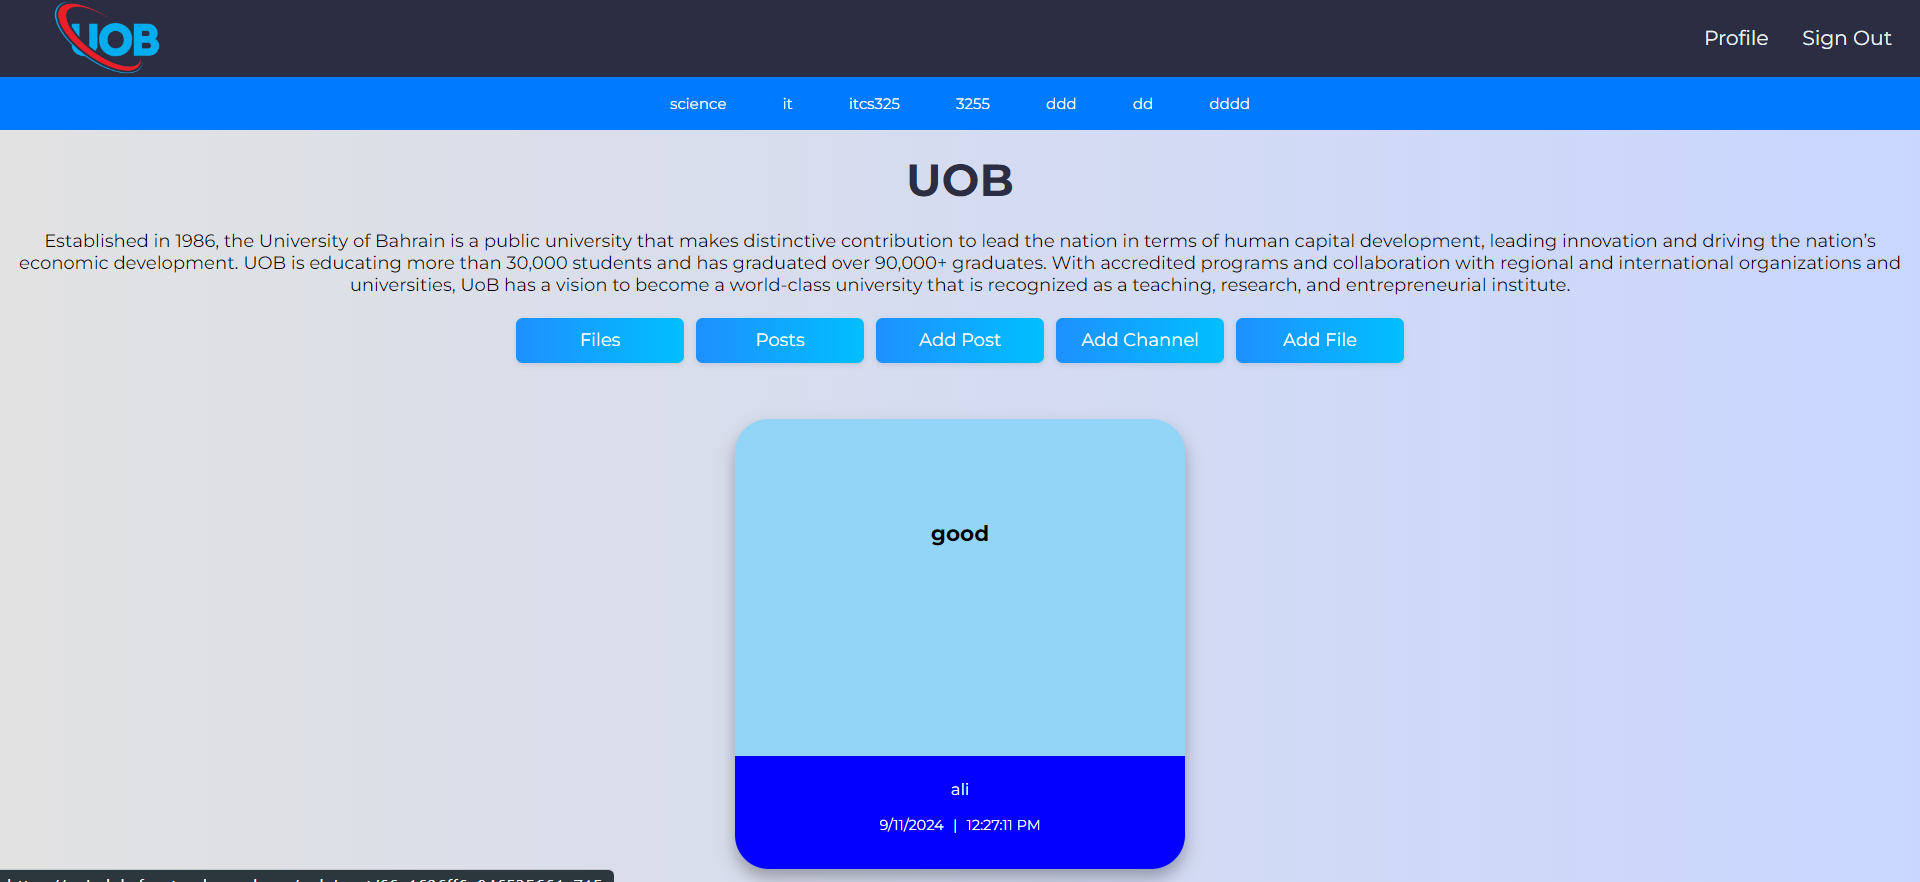 UOB
Profile Sign Out
science it itcs325 3255 ddd dd dddd
UOB
Established in 1986, the University of Bahrain is a public university that makes distinctive contribution to lead the nation in terms of human capital development, leading innovation and driving the nation’s
economic development. UOB is educating more than 30,000 students and has graduated over 90,000+ graduates. With accredited programs and collaboration with regional and international organizations and
universities, UoB has a vision to become a world-class university that is recognized as a teaching, research, and entrepreneurial institute.
Files Posts Add Post Add Channel Add File
good
ali
9/11/2024 | 12:27:11 PM